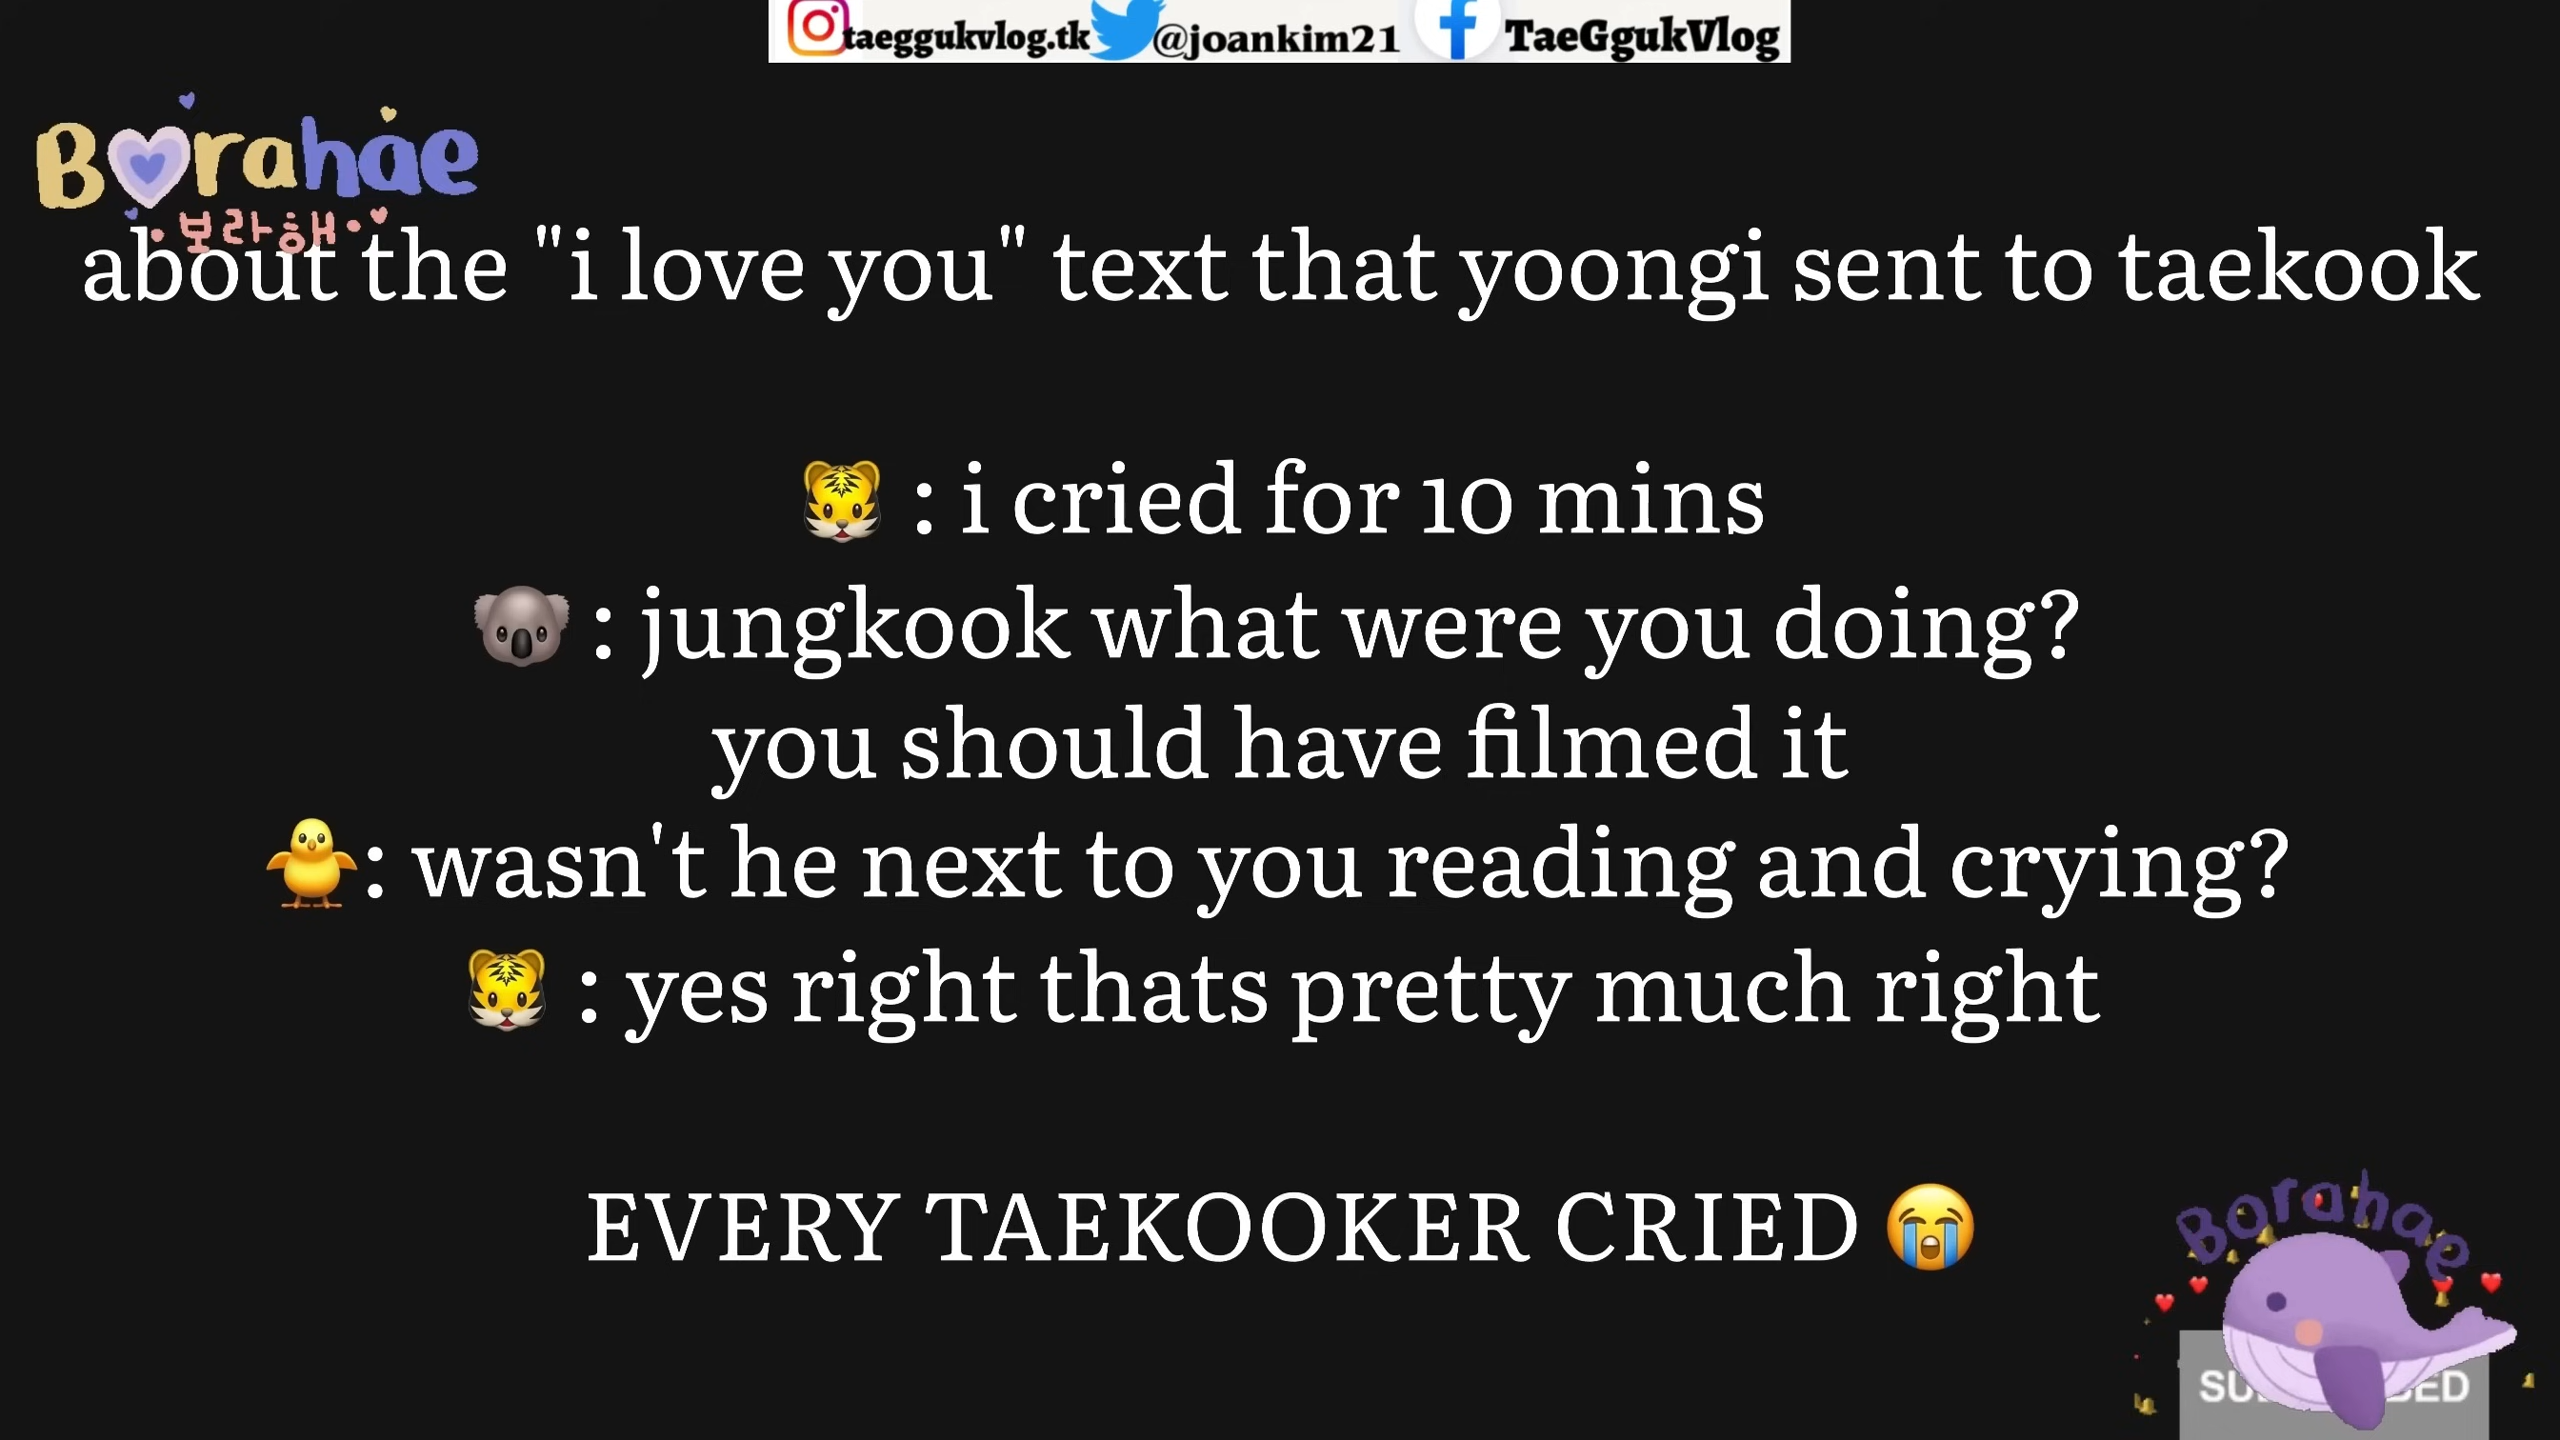 taeggukvlog.tk @joankim21 TaeGgukVlog
Borahae
보라해
about the "i love you" text that yoongi sent to taekook
: i cried for 10 mins
: jungkook what were you doing?
you should have filmed it
: wasn't he next to you reading and crying?
: yes right thats pretty much right
EVERY TAEKOOKER CRIED
Borahae